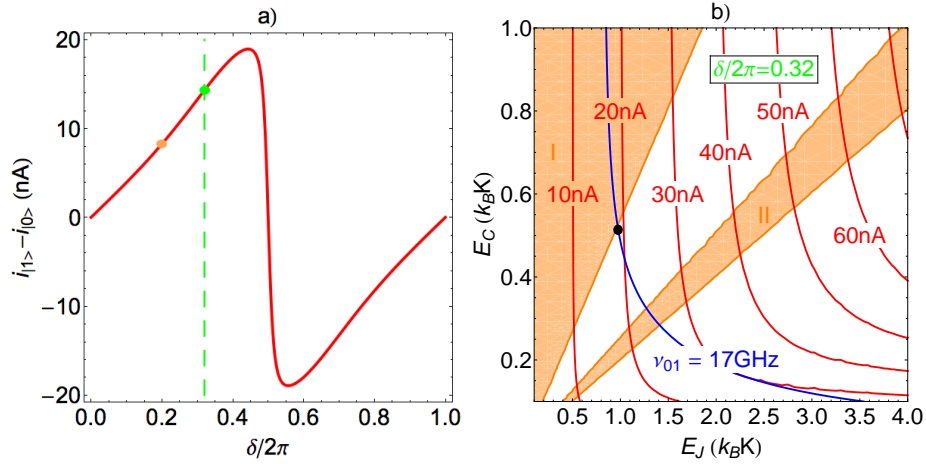 a)
i|1>−i|0> (nA)
20
10
0
−10
−20
0.0 0.2 0.4 0.6 0.8 1.0
δ/2π
b)
δ/2π=0.32
I
20nA
50nA
10nA
30nA
40nA
II
60nA
ν01 = 17GHz
EC (kBK)
1.0
0.8
0.6
0.4
0.2
0.5 1.0 1.5 2.0 2.5 3.0 3.5 4.0
EJ (kBK)